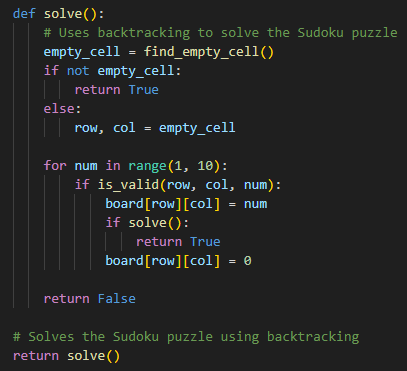 def solve():
    # Uses backtracking to solve the Sudoku puzzle
    empty_cell = find_empty_cell()
    if not empty_cell:
        return True
    else:
        row, col = empty_cell

    for num in range(1, 10):
        if is_valid(row, col, num):
            board[row][col] = num
            if solve():
                return True
            board[row][col] = 0

    return False

# Solves the Sudoku puzzle using backtracking
return solve()